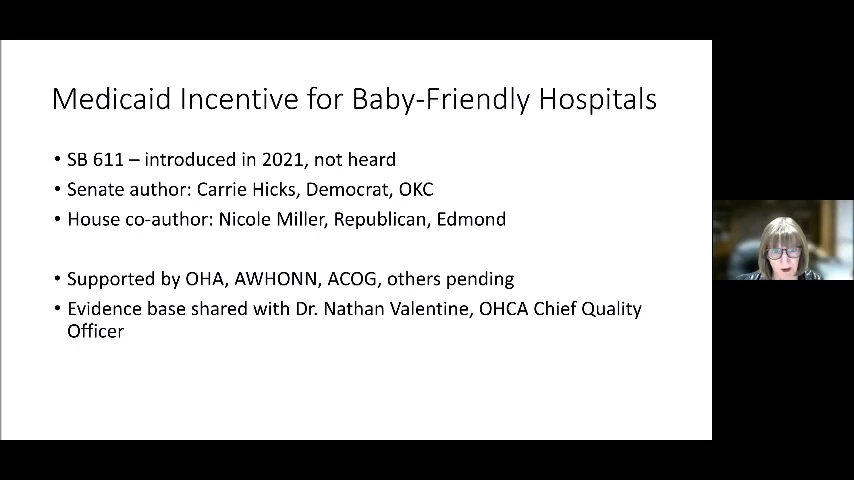 Medicaid Incentive for Baby-Friendly Hospitals
• SB 611 – introduced in 2021, not heard
• Senate author: Carrie Hicks, Democrat, OKC
• House co-author: Nicole Miller, Republican, Edmond
• Supported by OHA, AWHONN, ACOG, others pending
• Evidence base shared with Dr. Nathan Valentine, OHCA Chief Quality
Officer